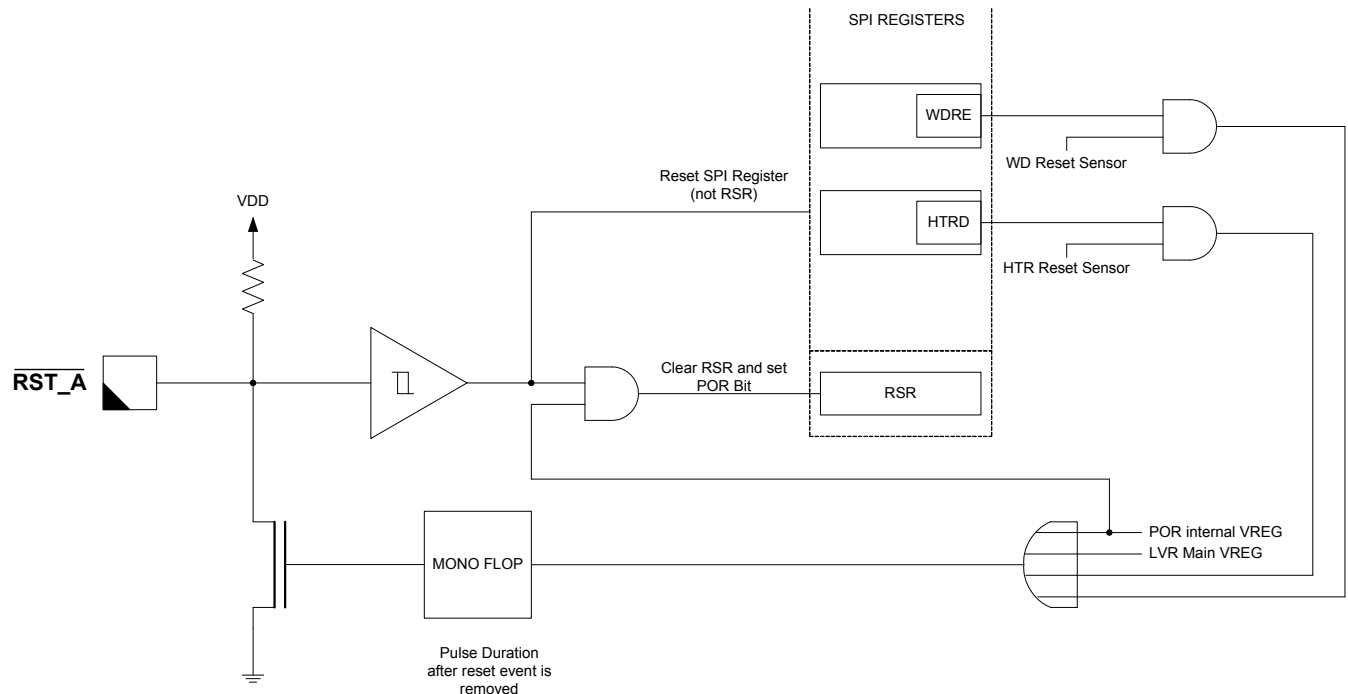 SPI REGISTERS
WDRE
WD Reset Sensor
Reset SPI Register
(not RSR)
VDD
HTRD
HTR Reset Sensor
RST_A
Clear RSR and set
POR Bit
RSR
POR internal VREG
LVR Main VREG
MONO FLOP
Pulse Duration
after reset event is
removed